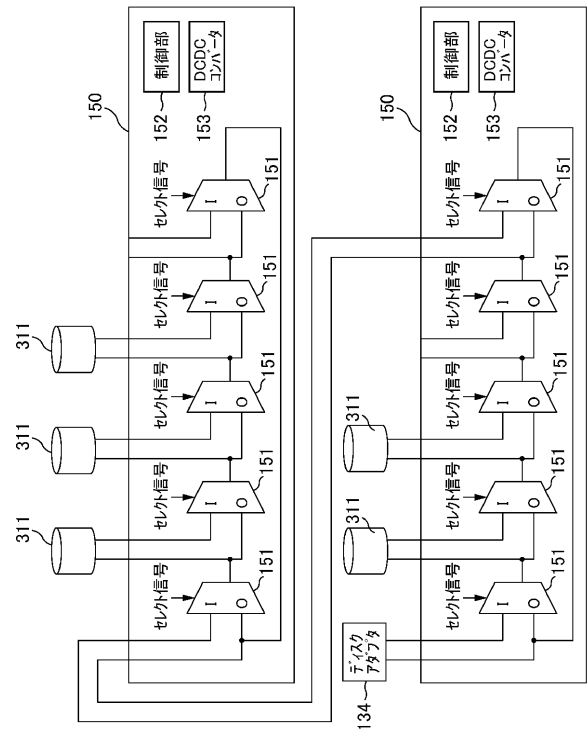 150
制御部
152
DCDC
コンバータ
153
311
311
311
セレクト信号
セレクト信号
セレクト信号
セレクト信号
セレクト信号
I
O
151
I
O
151
I
O
151
I
O
151
I
O
151
150
制御部
152
DCDC
コンバータ
153
311
311
ディスク
アダプタ
134
セレクト信号
セレクト信号
セレクト信号
セレクト信号
セレクト信号
I
O
151
I
O
151
I
O
151
I
O
151
I
O
151